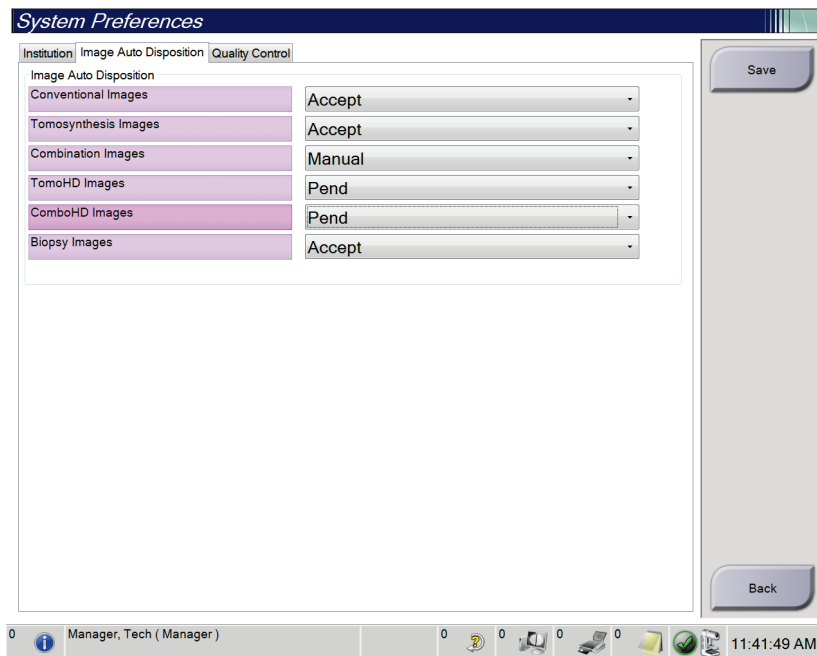 System Preferences
Institution Image Auto Disposition Quality Control
Save
Image Auto Disposition
Conventional Images Accept
Tomosynthesis Images Accept
Combination Images Manual
TomoHD Images Pend
ComboHD Images Pend
Biopsy Images Accept
Back
0 Manager, Tech ( Manager ) 0 0 0 0 11:41:49 AM